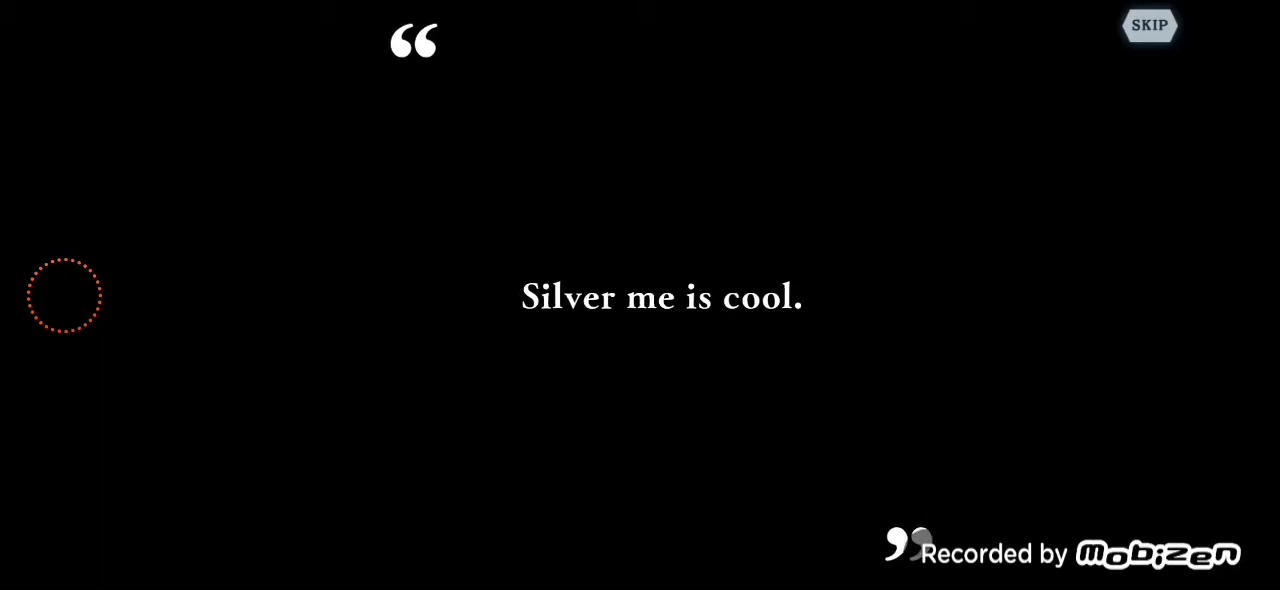 “
SKIP
Silver me is cool.
”
Recorded by Mobizen